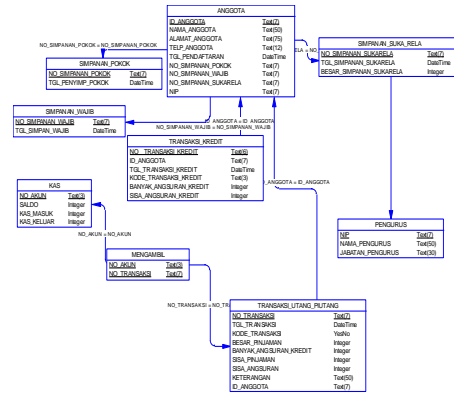 ANGGOTA
ID_ANGGOTA Text(7)
NAMA_ANGGOTA Text(50)
ALAMAT_ANGGOTA Text(75)
TELP_ANGGOTA Text(12)
TGL_PENDAFTARAN DateTime
NO_SIMPANAN_POKOK Text(7)
NO_SIMPANAN_WAJIB Text(7)
NO_SIMPANAN_SUKARELA Text(7)
NIP Text(7)
NO_SIMPANAN_POKOK = NO_SIMPANAN_POKOK
SIMPANAN_SUKA_RELA
NO_SIMPANAN_SUKARELA Text(7)
TGL_SIMPANAN_SUKARELA DateTime
BESAR_SIMPANAN_SUKARELA Integer
SIMPANAN_POKOK
NO_SIMPANAN_POKOK Text(7)
TGL_PENYIMP_POKOK DateTime
SIMPANAN_WAJIB
NO_SIMPANAN_WAJIB Text(7)
TGL_SIMPAN_WAJIB DateTime
_ANGGOTA = ID_ANGGOTA
NO_SIMPANAN_WAJIB = NO_SIMPANAN_WAJIB
TRANSAKSI_KREDIT
NO__TRANSAKSI_KREDIT Text(6)
ID_ANGGOTA Text(7)
TGL_TRANSAKSI_KREDIT DateTime
KODE_TRANSAKSI_KREDIT Text(3)
BANYAK_ANGSURAN_KREDIT Integer
SISA_ANGSURAN_KREDIT Integer
_ANGGOTA = ID_ANGGOTA
KAS
NO_AKUN Text(3)
SALDO Integer
KAS_MASUK Integer
KAS_KELUAR Integer
NO_AKUN = NO_AKUN
PENGURUS
NIP Text(7)
NAMA_PENGURUS Text(50)
JABATAN_PENGURUS Text(30)
MENGAMBIL
NO_AKUN Text(3)
NO_TRANSAKSI Text(7)
NO_TRANSAKSI = NO_TR
TRANSAKSI_UTANG_PIUTANG
NO_TRANSAKSI Text(7)
TGL_TRANSAKSI DateTime
KODE_TRANSAKSI YesNo
BESAR_PINJAMAN Integer
BANYAK_ANGSURAN_KREDIT Integer
SISA_PINJAMAN Integer
SISA_ANGSURAN Integer
KETERANGAN Text(50)
ID_ANGGOTA Text(7)